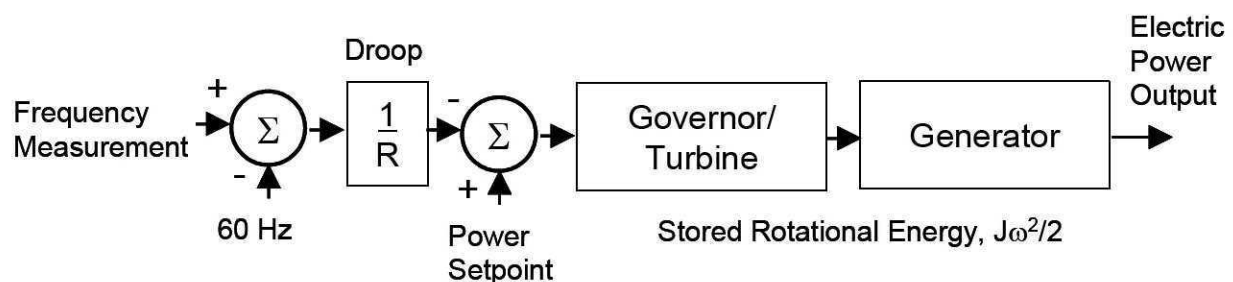 Electric
Power
Output
Droop
+
Frequency
Measurement
Σ
-
60 Hz
1
R
-
Σ
+
Power
Setpoint
Governor/
Turbine
Generator
Stored Rotational Energy, Jω²/2